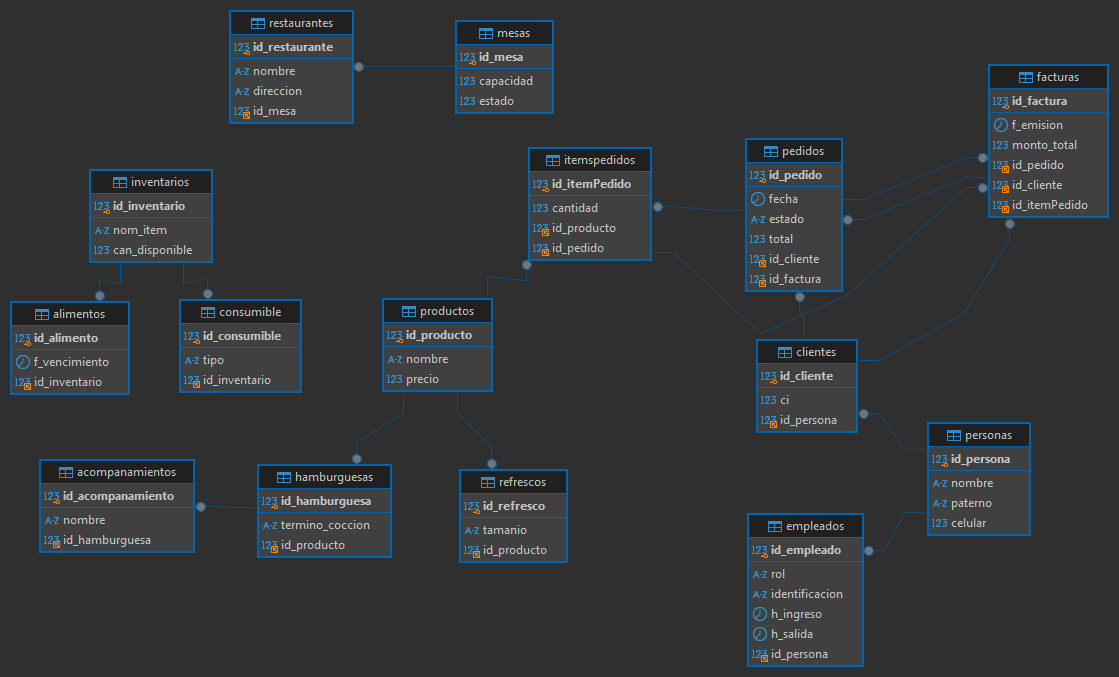 restaurantes
123 id_restaurante
A-Z nombre
A-Z direccion
123 id_mesa
mesas
123 id_mesa
123 capacidad
123 estado
facturas
123 id_factura
f_emision
123 monto_total
123 id_pedido
123 id_cliente
123 id_itemPedido
pedidos
123 id_pedido
fecha
A-Z estado
123 total
123 id_cliente
123 id_factura
itemspedidos
123 id_itemPedido
123 cantidad
123 id_producto
123 id_pedido
inventarios
123 id_inventario
A-Z nom_item
123 can_disponible
alimentos
123 id_alimento
f_vencimiento
123 id_inventario
consumible
123 id_consumible
A-Z tipo
123 id_inventario
productos
123 id_producto
A-Z nombre
123 precio
clientes
123 id_cliente
123 ci
123 id_persona
personas
123 id_persona
A-Z nombre
A-Z paterno
123 celular
acompanamientos
123 id_acompanamiento
A-Z nombre
123 id_hamburguesa
hamburguesas
123 id_hamburguesa
A-Z termino_coccion
123 id_producto
refrescos
123 id_refresco
A-Z tamanio
123 id_producto
empleados
123 id_empleado
A-Z rol
A-Z identificacion
h_ingreso
h_salida
123 id_persona